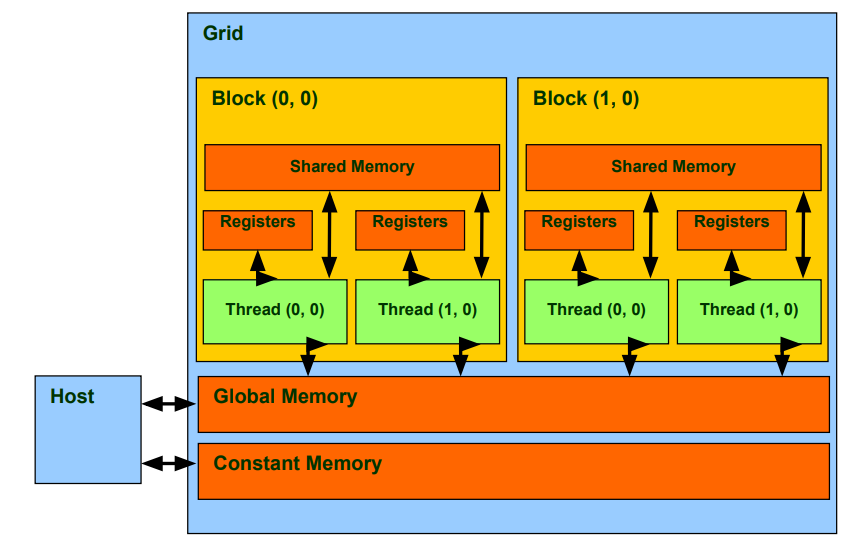 Grid
Block (0, 0)
Block (1, 0)
Shared Memory
Shared Memory
Registers
Registers
Registers
Registers
Thread (0, 0)
Thread (1, 0)
Thread (0, 0)
Thread (1, 0)
Host
Global Memory
Constant Memory